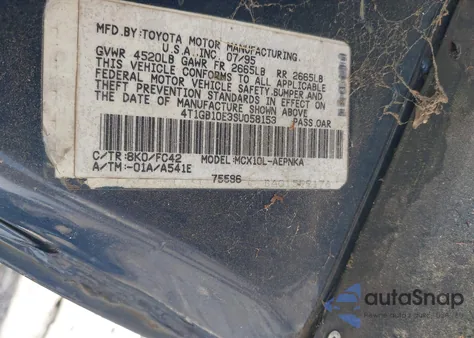 MFD.BY:TOYOTA MOTOR MANUFACTURING,
U.S.A.,INC. 07/95
GVWR 4520LB GAWR FR 2665LB RR 2665LB
THIS VEHICLE CONFORMS TO ALL APPLICABLE
FEDERAL MOTOR VEHICLE SAFETY,BUMPER,AND
THEFT PREVENTION STANDARDS IN EFFECT ON
THE DATE OF MANUFACTURE SHOWN ABOVE.
4T1GB10E3SU058153 PASS.CAR
C/TR:8K0/FC42 MODEL:MCX10L-AEPNKA
A/TM:-01A/A541E
75596
autoSnap